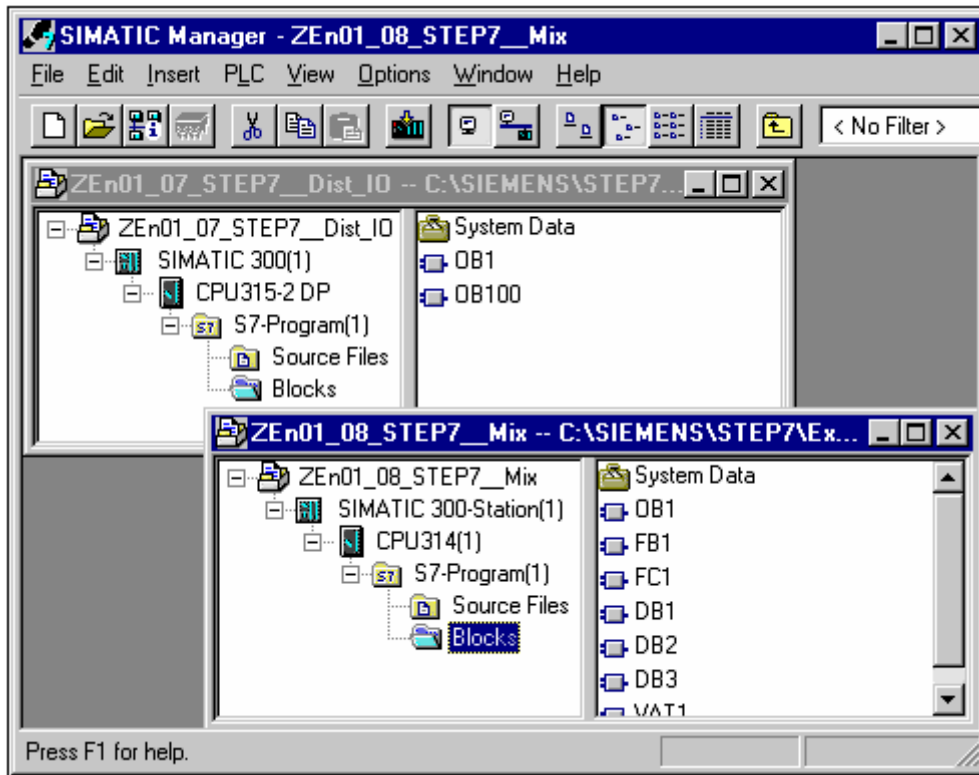 SIMATIC Manager - ZEn01_08_STEP7__Mix
File Edit Insert PLC View Options Window Help
< No Filter >
ZEn01_07_STEP7__Dist_IO -- C:\SIEMENS\STEP7...
ZEn01_07_STEP7__Dist_IO
SIMATIC 300(1)
CPU315-2 DP
S7-Program(1)
Source Files
Blocks
System Data
OB1
OB100
ZEn01_08_STEP7__Mix -- C:\SIEMENS\STEP7\Ex...
ZEn01_08_STEP7__Mix
SIMATIC 300-Station(1)
CPU314(1)
S7-Program(1)
Source Files
Blocks
System Data
OB1
FB1
FC1
DB1
DB2
DB3
VAT1
Press F1 for help.